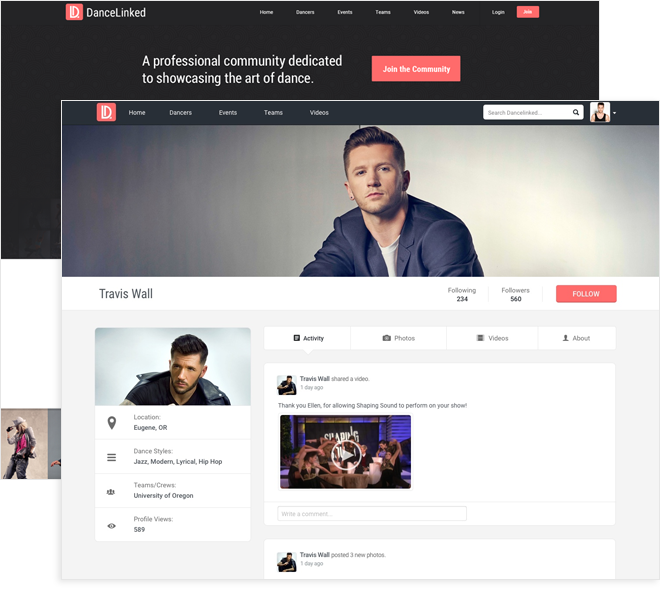 DanceLinked
Home Dancers Events Teams Videos News Login Join
A professional community dedicated
to showcasing the art of dance.
Join the Community
Home Dancers Events Teams Videos
Search Dancelinked...
Travis Wall
Following
234
Followers
560
FOLLOW
Location:
Eugene, OR
Dance Styles:
Jazz, Modern, Lyrical, Hip Hop
Teams/Crews:
University of Oregon
Profile Views:
589
Activity Photos Videos About
Travis Wall shared a video.
1 day ago
Thank you Ellen, for allowing Shaping Sound to perform on your show!
SHAPING
Write a comment...
Travis Wall posted 3 new photos.
1 day ago